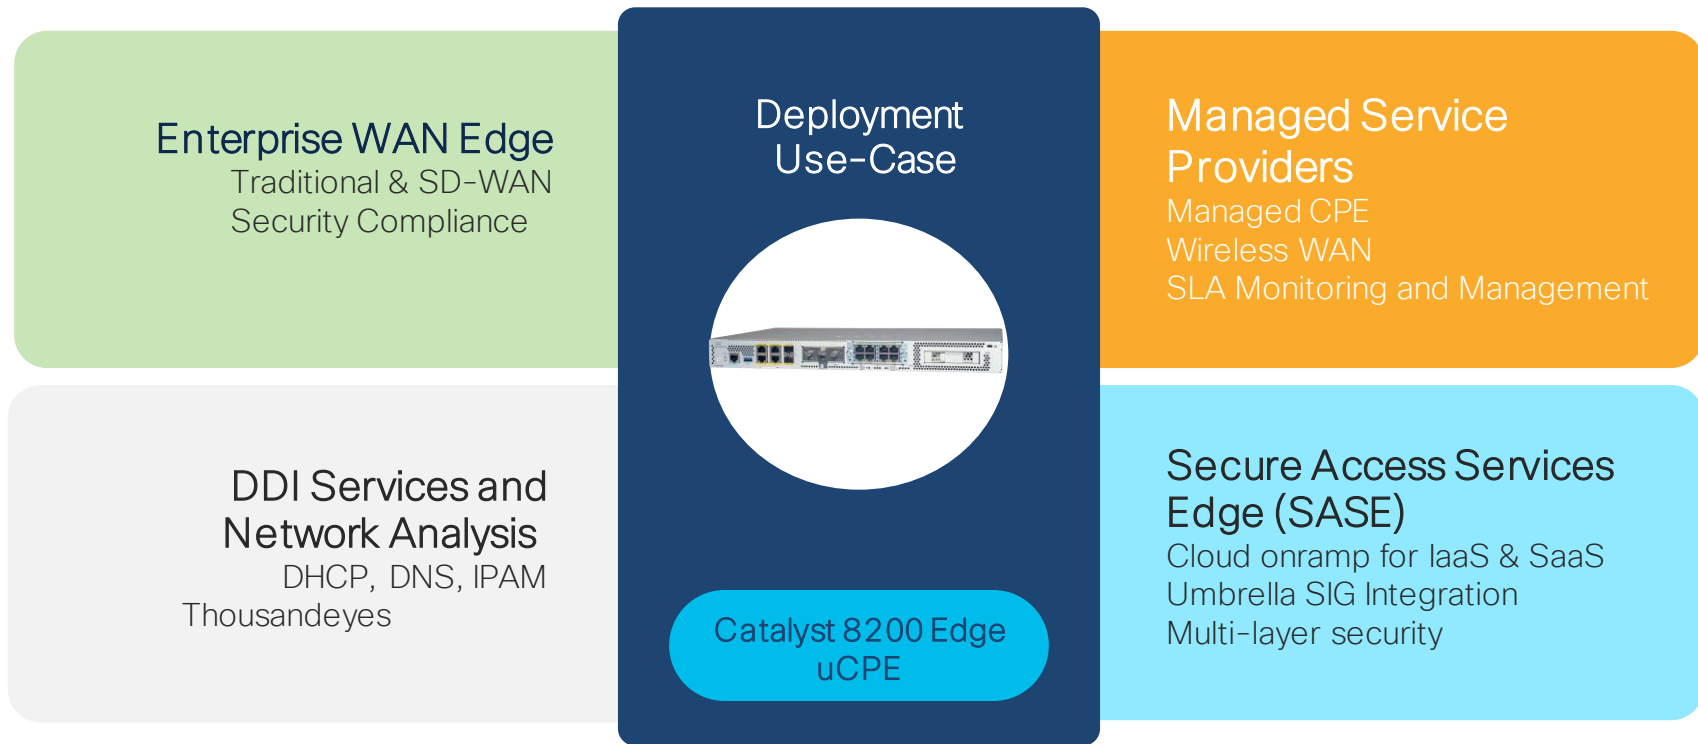 Enterprise WAN Edge
Traditional & SD-WAN
Security Compliance
DDI Services and
Network Analysis
DHCP, DNS, IPAM
Thousandeyes
Deployment
Use-Case
Catalyst 8200 Edge
uCPE
Managed Service
Providers
Managed CPE
Wireless WAN
SLA Monitoring and Management
Secure Access Services
Edge (SASE)
Cloud onramp for IaaS & SaaS
Umbrella SIG Integration
Multi-layer security